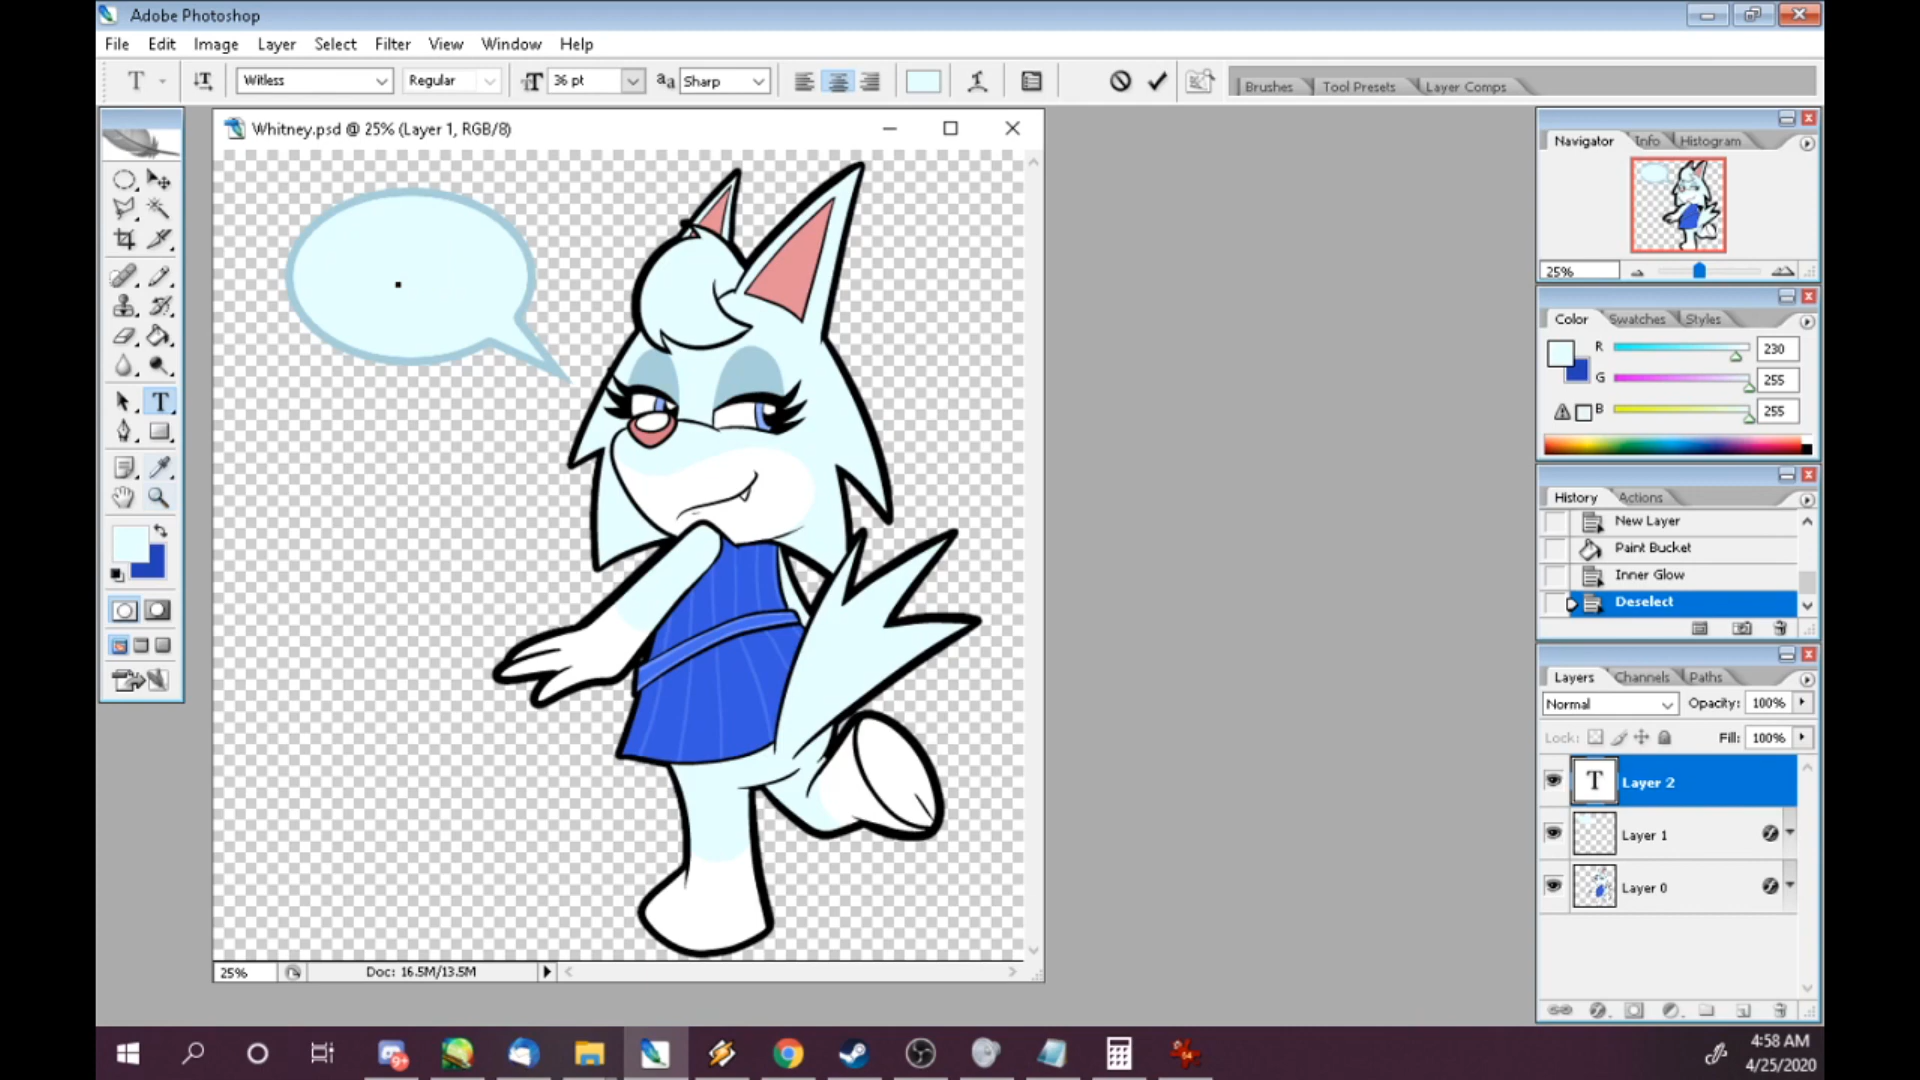 Adobe Photoshop
File Edit Image Layer Select Filter View Window Help
T Witless Regular 36 pt aa Sharp Brushes Tool Presets Layer Comps
Whitney.psd @ 25% (Layer 1, RGB/8)
Navigator Info Histogram
25%
Color Swatches Styles
R 230
G 255
B 255
History Actions
New Layer
Paint Bucket
Inner Glow
Deselect
Layers Channels Paths
Normal Opacity: 100%
Lock: Fill: 100%
T Layer 2
Layer 1
Layer 0
25% Doc: 16.5M/13.5M
9+
4:58 AM
4/25/2020